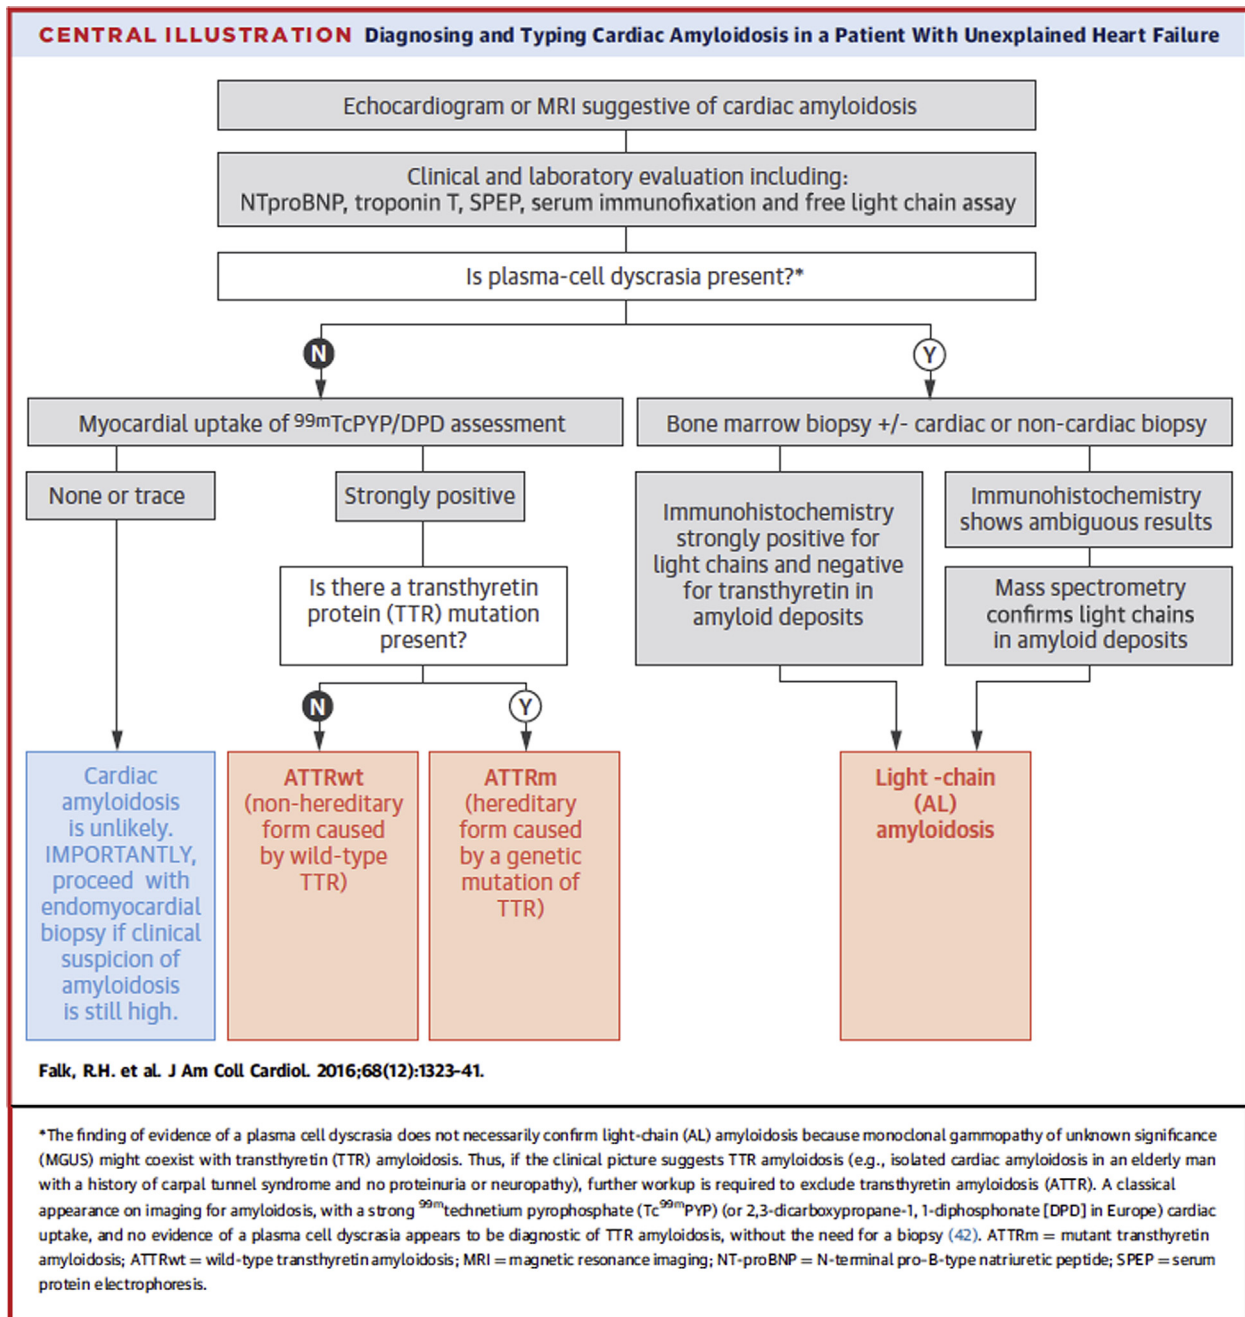 CENTRAL ILLUSTRATION Diagnosing and Typing Cardiac Amyloidosis in a Patient With Unexplained Heart Failure
Echocardiogram or MRI suggestive of cardiac amyloidosis
Clinical and laboratory evaluation including:
NTproBNP, troponin T, SPEP, serum immunofixation and free light chain assay
Is plasma-cell dyscrasia present?*
N
Y
Myocardial uptake of 99mTcPYP/DPD assessment
None or trace
Strongly positive
Is there a transthyretin
protein (TTR) mutation
present?
N
Y
Bone marrow biopsy +/- cardiac or non-cardiac biopsy
Immunohistochemistry
strongly positive for
light chains and negative
for transthyretin in
amyloid deposits
Immunohistochemistry
shows ambiguous results
Mass spectrometry
confirms light chains
in amyloid deposits
Cardiac
amyloidosis
is unlikely.
IMPORTANTLY,
proceed with
endomyocardial
biopsy if clinical
suspicion of
amyloidosis
is still high.
ATTRwt
(non-hereditary
form caused
by wild-type
TTR)
ATTRm
(hereditary
form caused
by a genetic
mutation of
TTR)
Light -chain
(AL)
amyloidosis
Falk, R.H. et al. J Am Coll Cardiol. 2016;68(12):1323-41.
*The finding of evidence of a plasma cell dyscrasia does not necessarily confirm light-chain (AL) amyloidosis because monoclonal gammopathy of unknown significance
(MGUS) might coexist with transthyretin (TTR) amyloidosis. Thus, if the clinical picture suggests TTR amyloidosis (e.g., isolated cardiac amyloidosis in an elderly man
with a history of carpal tunnel syndrome and no proteinuria or neuropathy), further workup is required to exclude transthyretin amyloidosis (ATTR). A classical
appearance on imaging for amyloidosis, with a strong 99mtechnetium pyrophosphate (Tc99mPYP) (or 2,3-dicarboxypropane-1, 1-diphosphonate [DPD] in Europe) cardiac
uptake, and no evidence of a plasma cell dyscrasia appears to be diagnostic of TTR amyloidosis, without the need for a biopsy (42). ATTRm = mutant transthyretin
amyloidosis; ATTRwt = wild-type transthyretin amyloidosis; MRI = magnetic resonance imaging; NT-proBNP = N-terminal pro-B-type natriuretic peptide; SPEP = serum
protein electrophoresis.